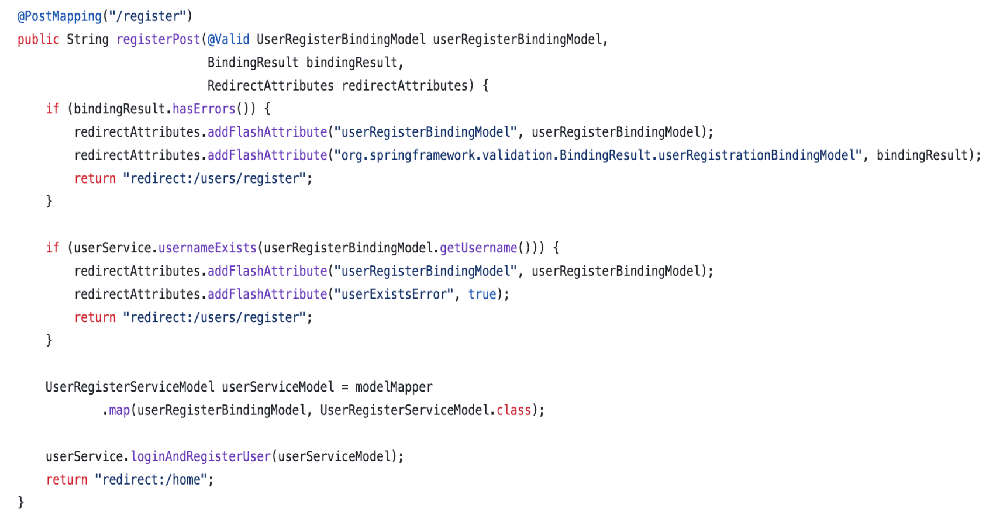 @PostMapping("/register")
public String registerPost(@Valid UserRegisterBindingModel userRegisterBindingModel,
                           BindingResult bindingResult,
                           RedirectAttributes redirectAttributes) {
    if (bindingResult.hasErrors()) {
        redirectAttributes.addFlashAttribute("userRegisterBindingModel", userRegisterBindingModel);
        redirectAttributes.addFlashAttribute("org.springframework.validation.BindingResult.userRegistrationBindingModel", bindingResult);
        return "redirect:/users/register";
    }

    if (userService.usernameExists(userRegisterBindingModel.getUsername())) {
        redirectAttributes.addFlashAttribute("userRegisterBindingModel", userRegisterBindingModel);
        redirectAttributes.addFlashAttribute("userExistsError", true);
        return "redirect:/users/register";
    }

    UserRegisterServiceModel userServiceModel = modelMapper
            .map(userRegisterBindingModel, UserRegisterServiceModel.class);

    userService.loginAndRegisterUser(userServiceModel);
    return "redirect:/home";
}